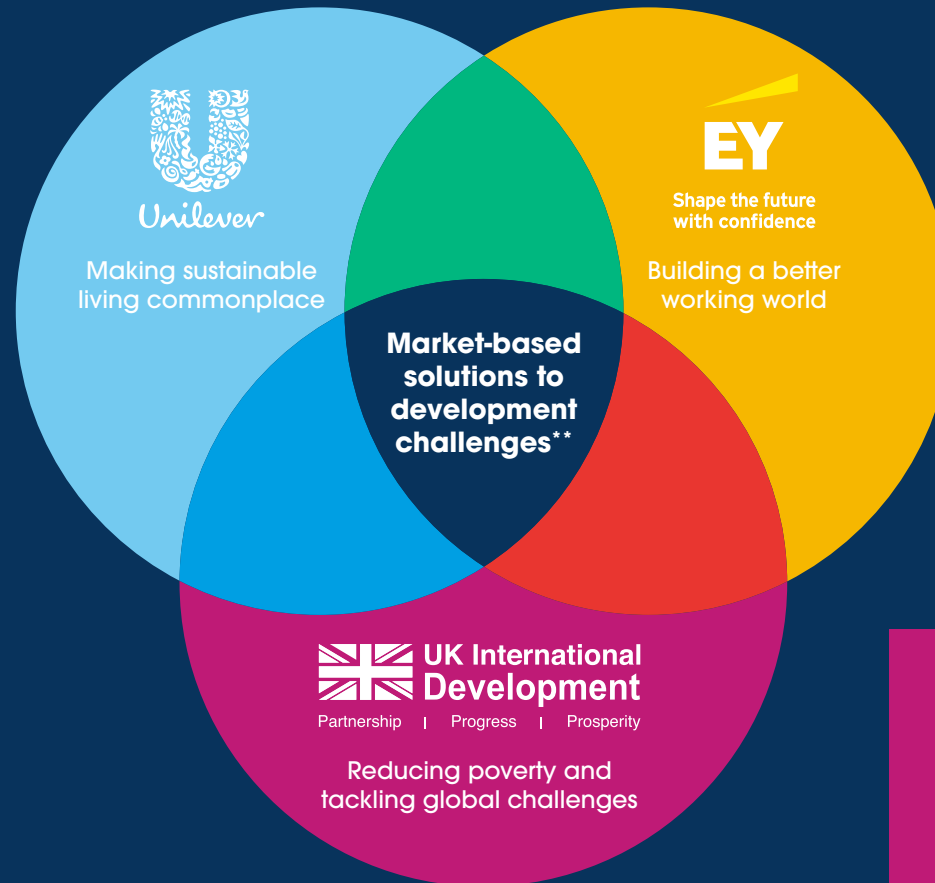 Unilever
Making sustainable
living commonplace
EY
Shape the future
with confidence
Building a better
working world
Market-based
solutions to
development
challenges**
UK International
Development
Partnership | Progress | Prosperity
Reducing poverty and
tackling global challenges